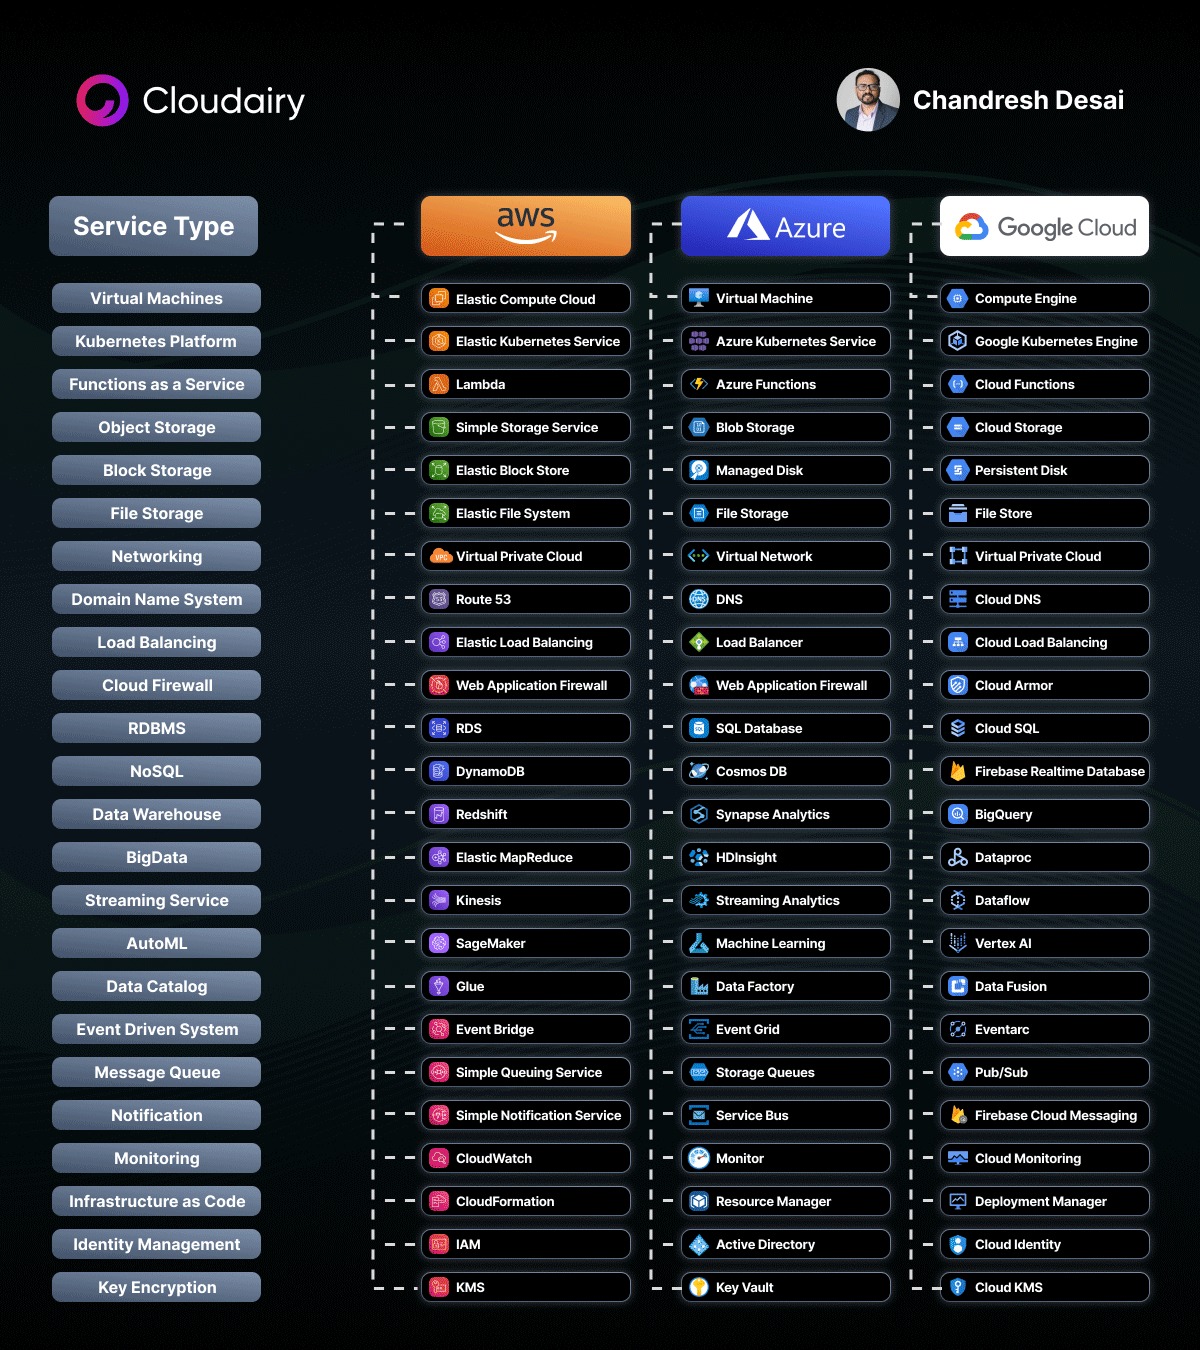 Cloudairy
Chandresh Desai
Service Type aws Azure Google Cloud
Virtual Machines Elastic Compute Cloud Virtual Machine Compute Engine
Kubernetes Platform Elastic Kubernetes Service Azure Kubernetes Service Google Kubernetes Engine
Functions as a Service Lambda Azure Functions Cloud Functions
Object Storage Simple Storage Service Blob Storage Cloud Storage
Block Storage Elastic Block Store Managed Disk Persistent Disk
File Storage Elastic File System File Storage File Store
Networking VPC Virtual Private Cloud Virtual Network Virtual Private Cloud
Domain Name System Route 53 DNS DNS Cloud DNS
Load Balancing Elastic Load Balancing Load Balancer Cloud Load Balancing
Cloud Firewall Web Application Firewall Web Application Firewall Cloud Armor
RDBMS RDS SQL Database Cloud SQL
NoSQL DynamoDB Cosmos DB Firebase Realtime Database
Data Warehouse Redshift Synapse Analytics BigQuery
BigData Elastic MapReduce HDInsight Dataproc
Streaming Service Kinesis Streaming Analytics Dataflow
AutoML SageMaker Machine Learning Vertex AI
Data Catalog Glue Data Factory Data Fusion
Event Driven System Event Bridge Event Grid Eventarc
Message Queue Simple Queuing Service Storage Queues Pub/Sub
Notification Simple Notification Service Service Bus Firebase Cloud Messaging
Monitoring CloudWatch Monitor Cloud Monitoring
Infrastructure as Code CloudFormation Resource Manager Deployment Manager
Identity Management IAM Active Directory Cloud Identity
Key Encryption KMS Key Vault Cloud KMS